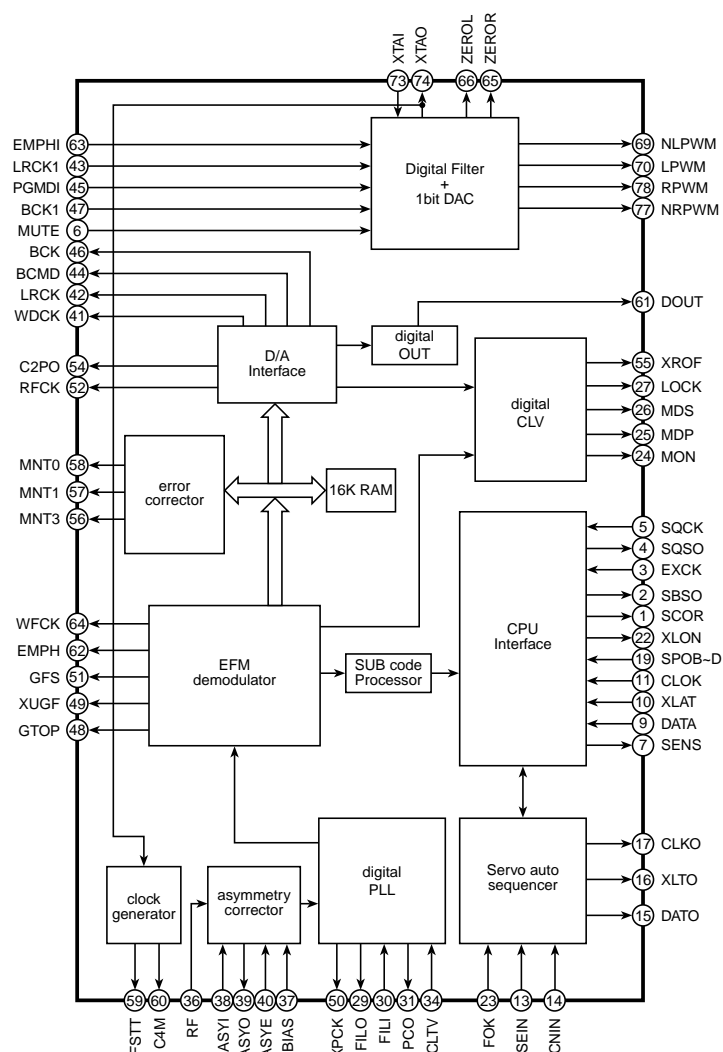 XTAI
XTAO
ZEROL
ZEROR
73
74
66
65
EMPHI 63
LRCK1 43
PGMDI 45
BCK1 47
MUTE 6
BCK 46
BCMD 44
LRCK 42
WDCK 41
C2PO 54
RFCK 52
MNT0 58
MNT1 57
MNT3 56
WFCK 64
EMPH 62
GFS 51
XUGF 49
GTOP 48
Digital Filter
+
1bit DAC
D/A
Interface
digital
OUT
digital
CLV
error
corrector
16K RAM
EFM
demodulator
SUB code
Processor
CPU
Interface
clock
generator
asymmetry
corrector
digital
PLL
Servo auto
sequencer
69 NLPWM
70 LPWM
78 RPWM
77 NRPWM
61 DOUT
55 XROF
27 LOCK
26 MDS
25 MDP
24 MON
5 SQCK
4 SQSO
3 EXCK
2 SBSO
1 SCOR
22 XLON
19 SPOB~D
11 CLOK
10 XLAT
9 DATA
7 SENS
17 CLKO
16 XLTO
15 DATO
59
60
36
38
39
40
37
50
29
30
31
34
23
13
14
FSTT
C4M
RF
ASYI
ASYO
ASYE
BIAS
XPCK
FILO
FILI
PCO
CLTV
FOK
SEIN
CNIN